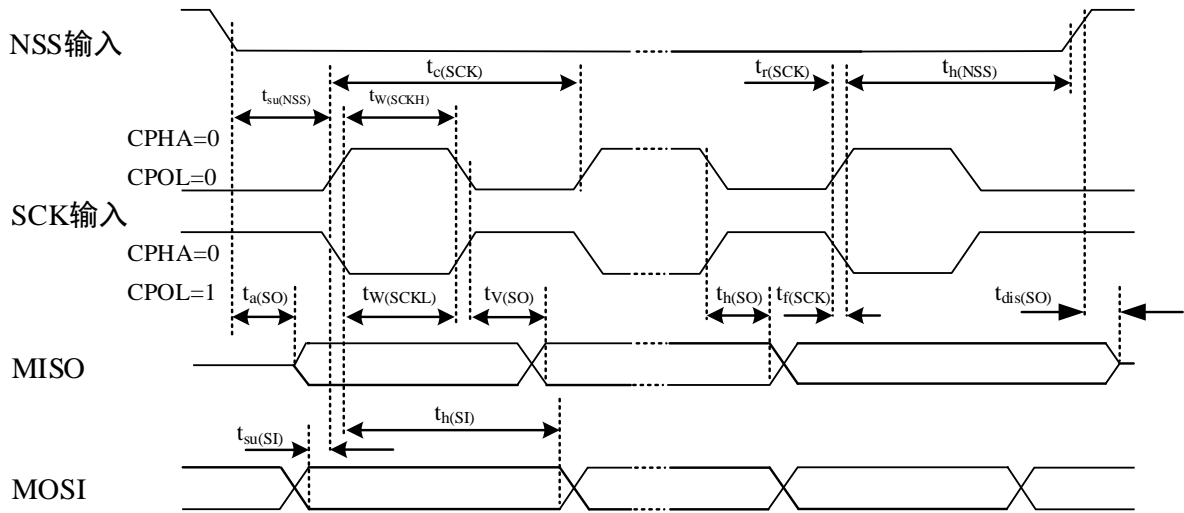 NSS输入
tc(SCK)
tr(SCK)
th(NSS)
tsu(NSS)
tW(SCKH)
CPHA=0
CPOL=0
SCK输入
CPHA=0
CPOL=1
ta(SO)
tW(SCKL)
tV(SO)
th(SO)
tf(SCK)
tdis(SO)
MISO
tsu(SI)
th(SI)
MOSI